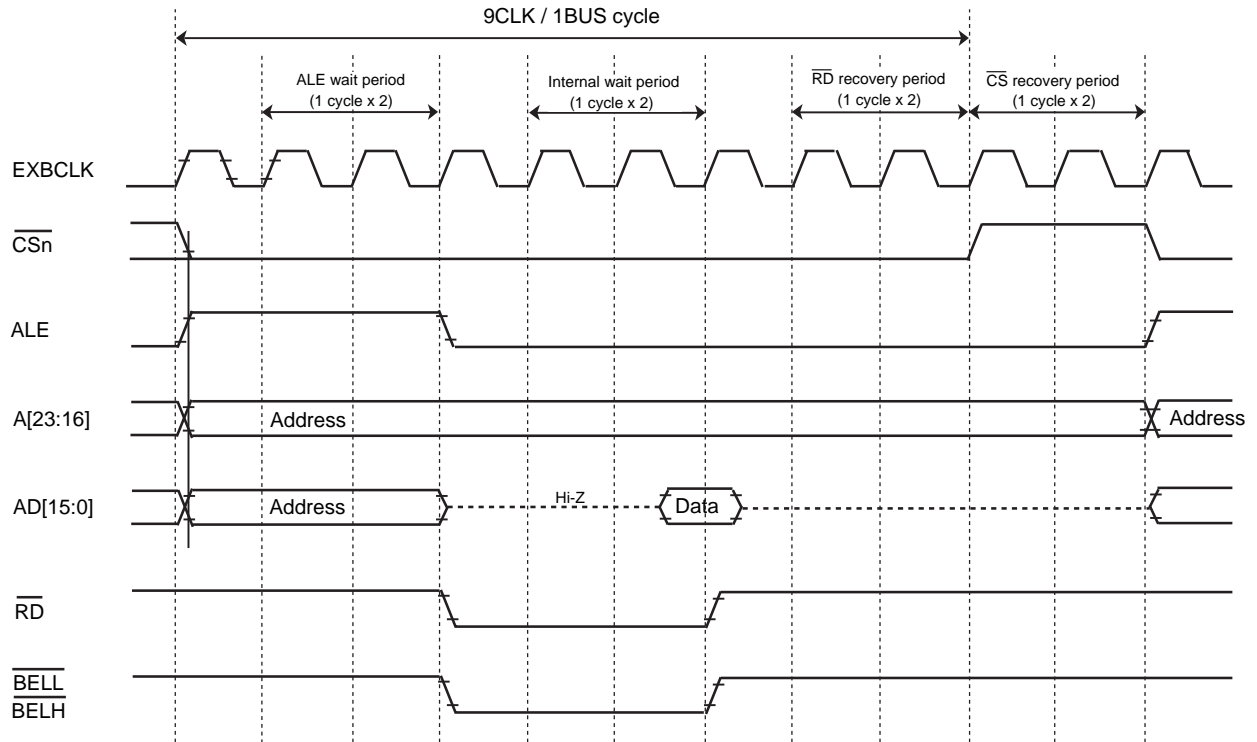 9CLK / 1BUS cycle
ALE wait period
(1 cycle x 2)
Internal wait period
(1 cycle x 2)
RD recovery period
(1 cycle x 2)
CS recovery period
(1 cycle x 2)
EXBCLK
CSn
ALE
A[23:16]
Address
Address
AD[15:0]
Address
Hi-Z
Data
RD
BELL
BELH